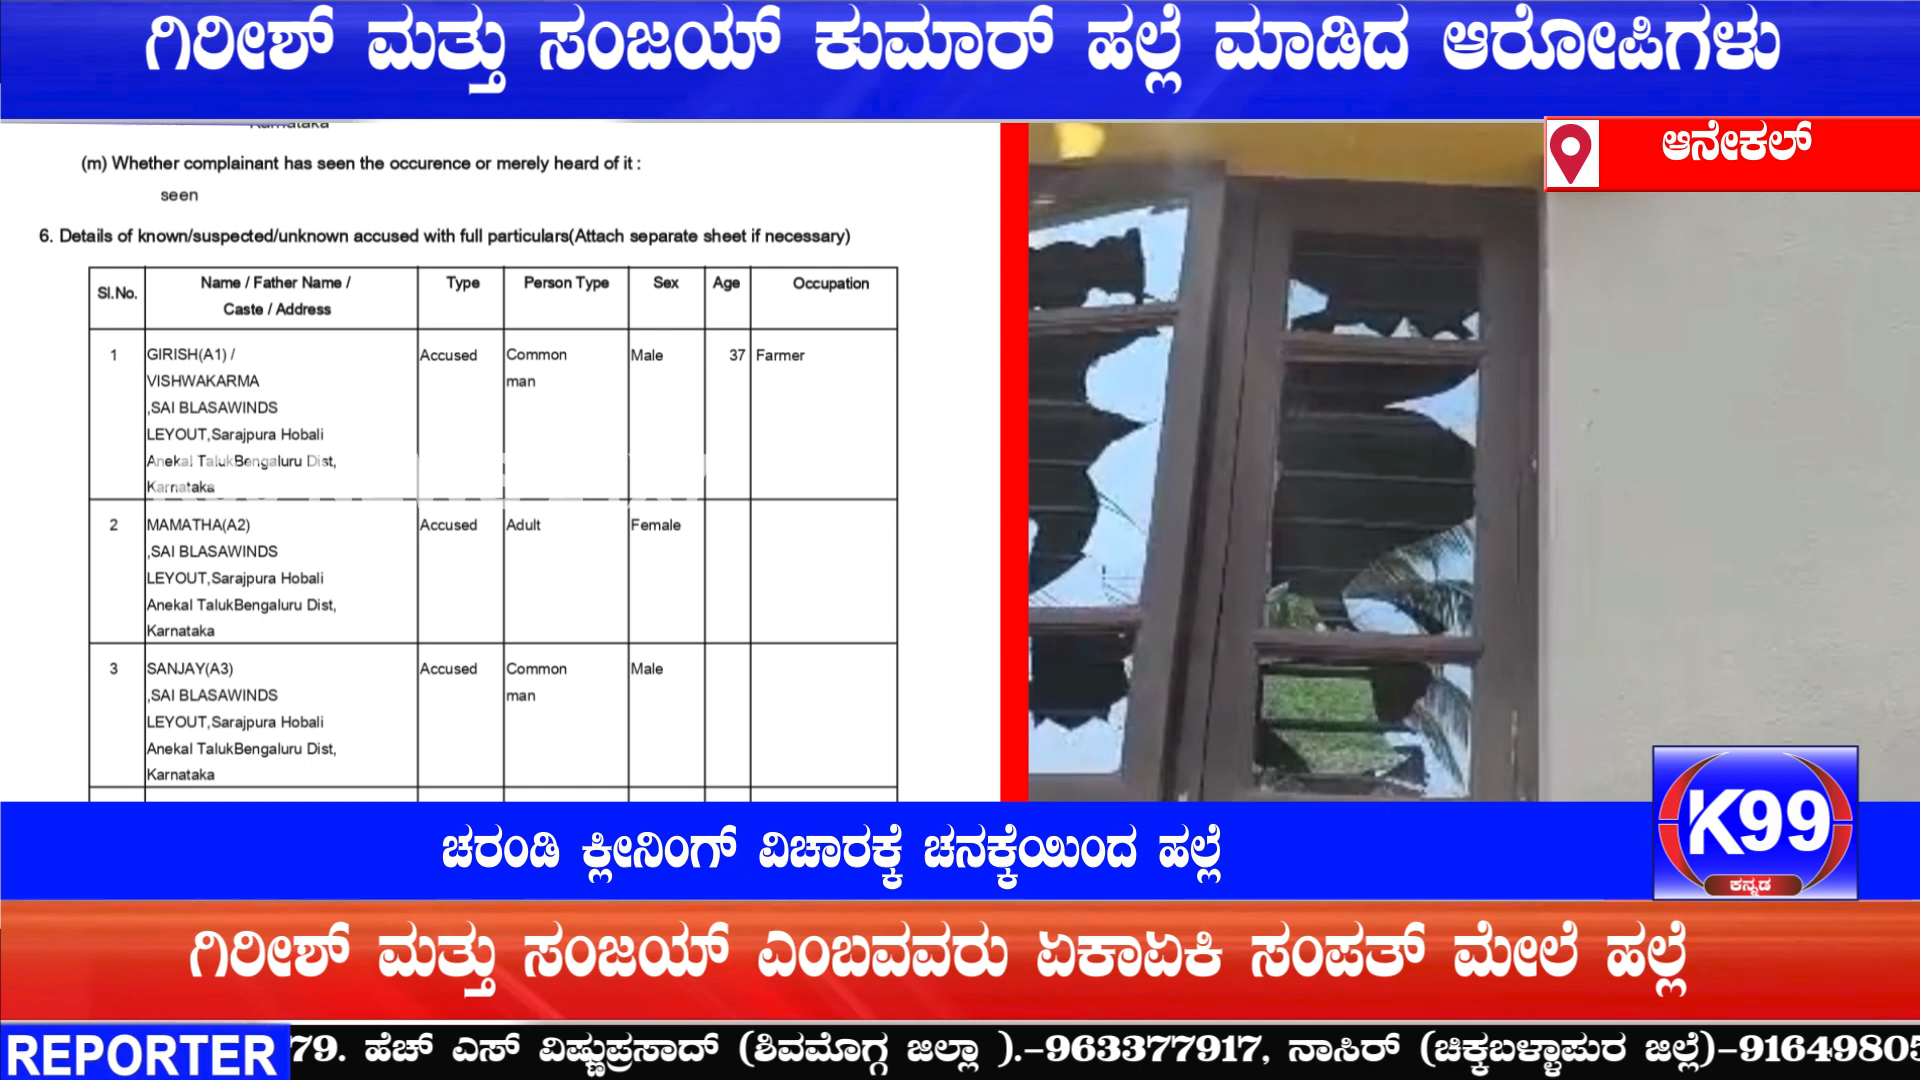 ಗಿರೀಶ್ ಮತ್ತು ಸಂಜಯ್ ಕುಮಾರ್ ಹಲ್ಲೆ ಮಾಡಿದ ಆರೋಪಿಗಳು
ಆನೇಕಲ್
Karnataka
(m) Whether complainant has seen the occurence or merely heard of it :
seen
6. Details of known/suspected/unknown accused with full particulars(Attach separate sheet if necessary)
Sl.No. Name / Father Name / Caste / Address Type Person Type Sex Age Occupation
1 GIRISH(A1) / Accused Common Male 37 Farmer
VISHWAKARMA man
,SAI BLASAWINDS
LEYOUT,Sarajpura Hobali
Anekal TalukBengaluru Dist,
Karnataka
2 MAMATHA(A2) Accused Adult Female
,SAI BLASAWINDS
LEYOUT,Sarajpura Hobali
Anekal TalukBengaluru Dist,
Karnataka
3 SANJAY(A3) Accused Common Male
,SAI BLASAWINDS man
LEYOUT,Sarajpura Hobali
Anekal TalukBengaluru Dist,
Karnataka
K99
ಕನ್ನಡ
ಚರಂಡಿ ಕ್ಲೀನಿಂಗ್ ವಿಚಾರಕ್ಕೆ ಚನಕ್ಕೆಯಿಂದ ಹಲ್ಲೆ
ಗಿರೀಶ್ ಮತ್ತು ಸಂಜಯ್ ಎಂಬವವರು ಏಕಾಏಕಿ ಸಂಪತ್ ಮೇಲೆ ಹಲ್ಲೆ
REPORTER 79. ಹೆಚ್ ಎಸ್ ವಿಷ್ಣುಪ್ರಸಾದ್ (ಶಿವಮೊಗ್ಗ ಜಿಲ್ಲಾ ).-963377917, ನಾಸಿರ್ (ಚಿಕ್ಕಬಳ್ಳಾಪುರ ಜಿಲ್ಲೆ)-91649805